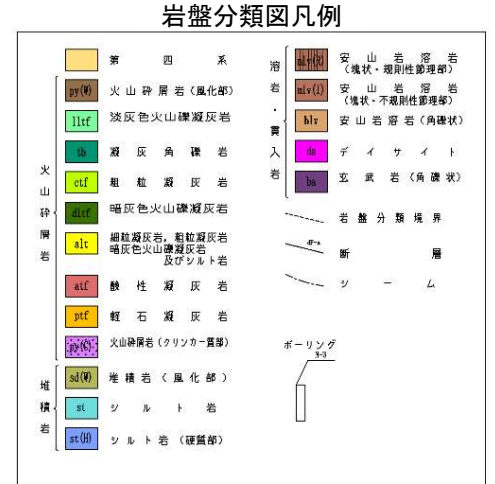 岩盤分類図凡例
第四系
火山砕屑岩
py(W) 火山砕屑岩(風化部)
lltf 淡灰色火山礫凝灰岩
tb 凝灰角礫岩
ctf 粗粒凝灰岩
dltf 暗灰色火山礫凝灰岩
alt 細粒凝灰岩,粗粒凝灰岩
暗灰色火山礫凝灰岩
及びシルト岩
atf 酸性凝灰岩
ptf 軽石凝灰岩
py(C) 火山砕屑岩(クリンカー質部)
堆積岩
sd(W) 堆積岩(風化部)
st シルト岩
st(H) シルト岩(硬質部)
溶岩・貫入岩
安山岩溶岩
(塊状・規則性節理部)
安山岩溶岩
(塊状・不規則性節理部)
安山岩溶岩(角礫状)
da デイサイト
ba 玄武岩(角礫状)
岩盤分類境界
断層
シーム
ボーリング
N-3